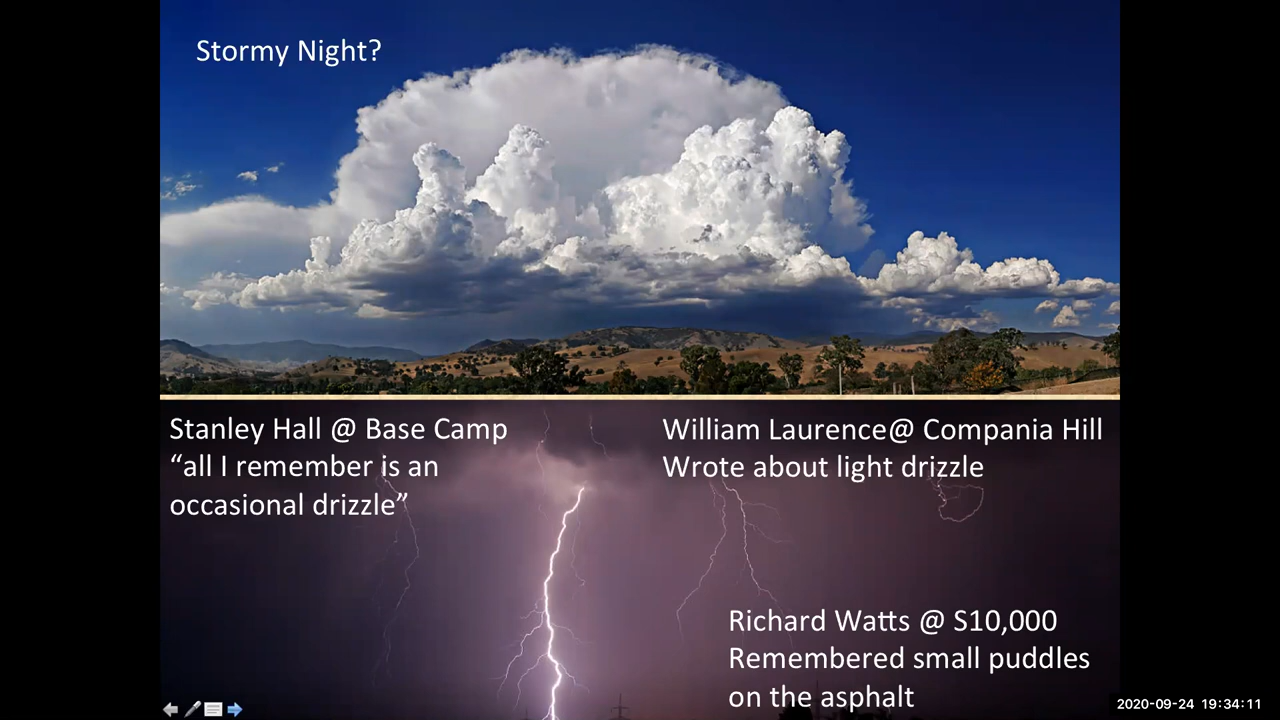 Stormy Night?
Stanley Hall @ Base Camp
“all I remember is an
occasional drizzle”
William Laurence@ Compania Hill
Wrote about light drizzle
Richard Watts @ S10,000
Remembered small puddles
on the asphalt
2020-09-24 19:34:11